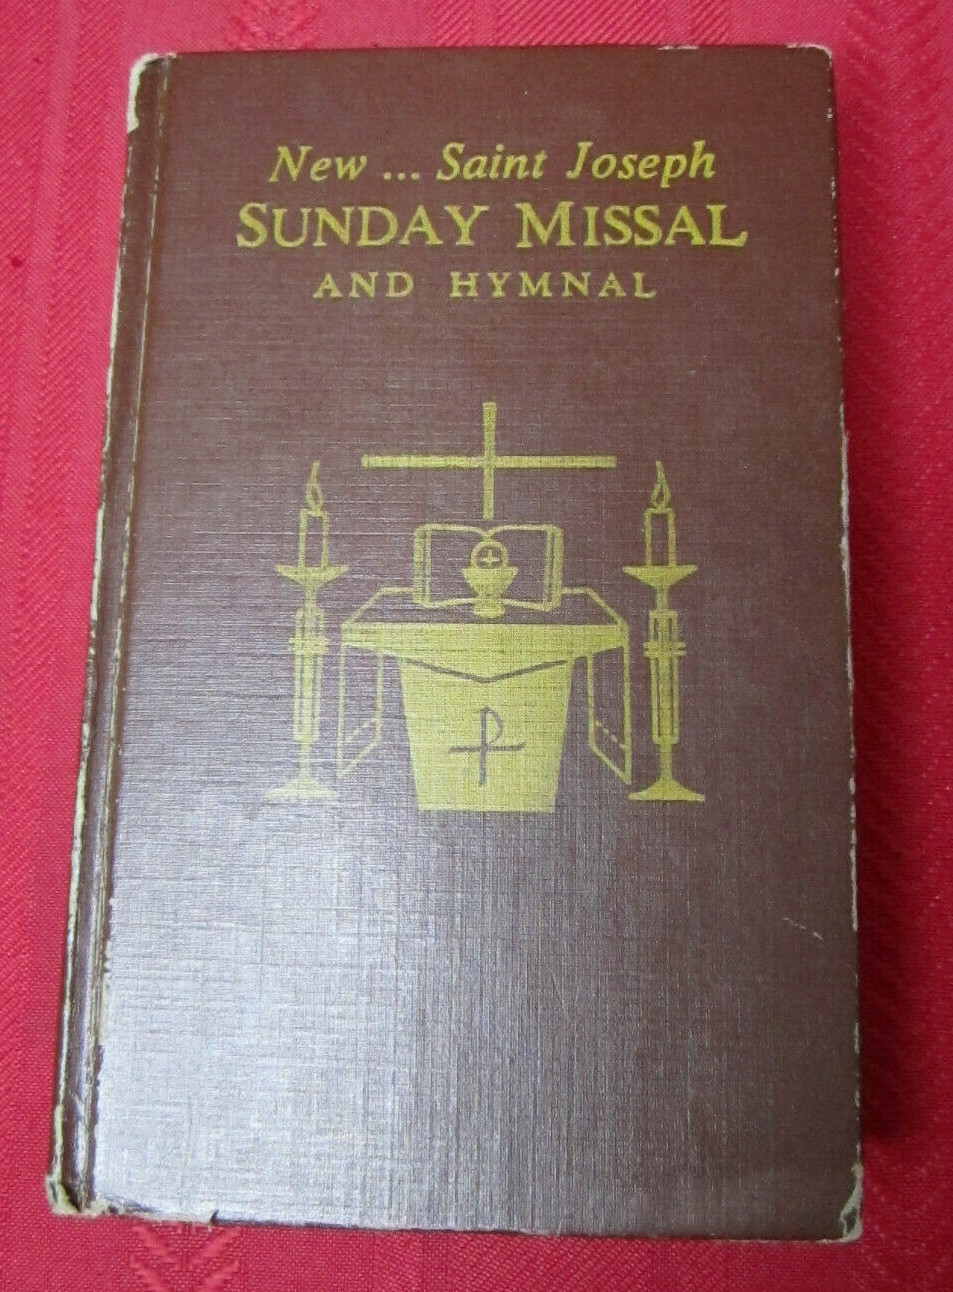 New ... Saint Joseph
SUNDAY MISSAL
AND HYMNAL